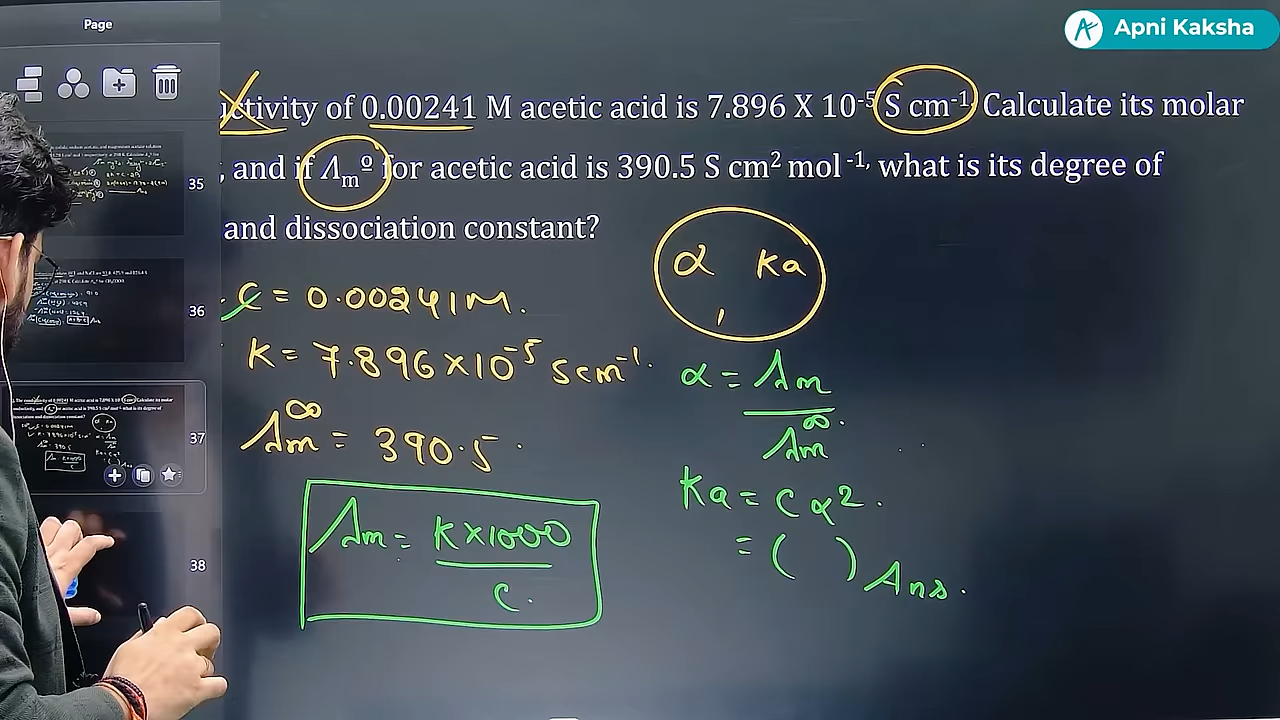 Page
Apni Kaksha
uctivity of 0.00241 M acetic acid is 7.896 X 10⁻⁵ S cm⁻¹. Calculate its molar
, and if Λₘº for acetic acid is 390.5 S cm² mol⁻¹, what is its degree of
and dissociation constant?
α Ka
C = 0.00241M.
K = 7.896×10⁻⁵ Scm⁻¹.
Λm^∞ = 390.5
Λm = K×1000 / C.
α = Λm / Λm^∞
Ka = Cα².
= ( ) Ans.
35
36
37
38